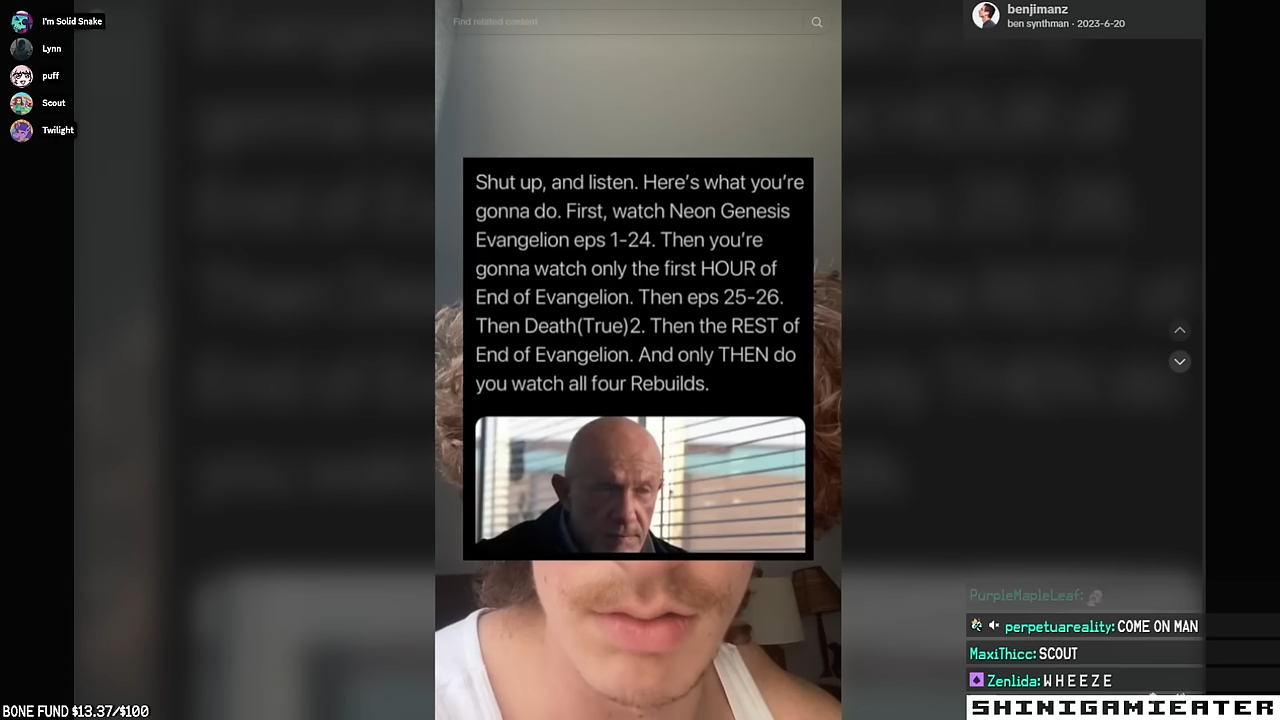 I'm Solid Snake
Lynn
puff
Scout
Twilight
Find related content
benjimanz
ben synthman · 2023-6-20
Shut up, and listen. Here's what you're
gonna do. First, watch Neon Genesis
Evangelion eps 1-24. Then you're
gonna watch only the first HOUR of
End of Evangelion. Then eps 25-26.
Then Death(True)2. Then the REST of
End of Evangelion. And only THEN do
you watch all four Rebuilds.
PurpleMapleLeaf:
perpetuareality: COME ON MAN
MaxiThicc: SCOUT
Zenlida: W H E E Z E
SHINIGAMIEATER
BONE FUND $13.37/$100